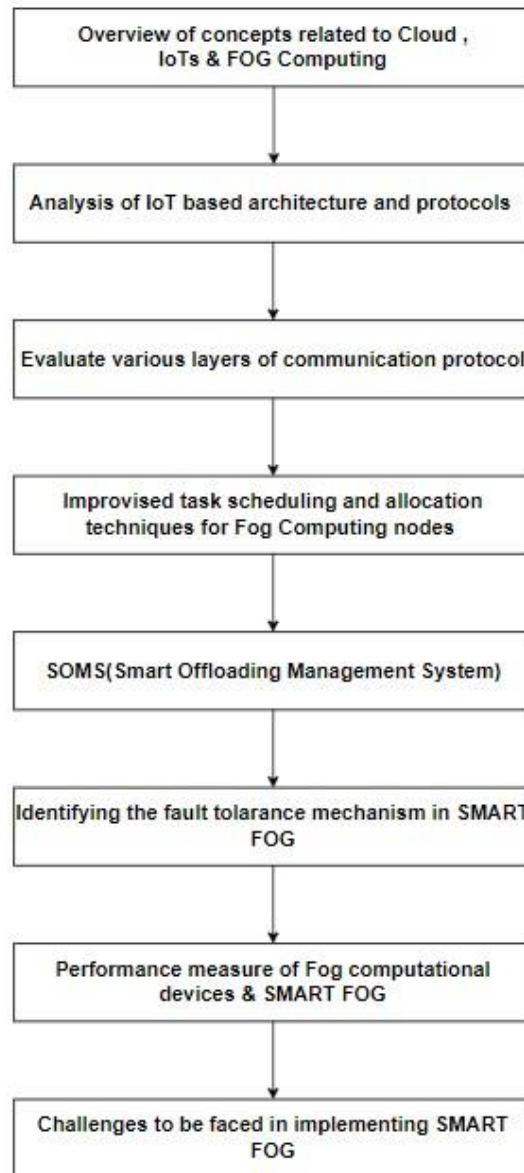 Overview of concepts related to Cloud ,
IoTs & FOG Computing
Analysis of IoT based architecture and protocols
Evaluate various layers of communication protocol
Improvised task scheduling and allocation
techniques for Fog Computing nodes
SOMS(Smart Offloading Management System)
Identifying the fault tolarance mechanism in SMART
FOG
Performance measure of Fog computational
devices & SMART FOG
Challenges to be faced in implementing SMART
FOG